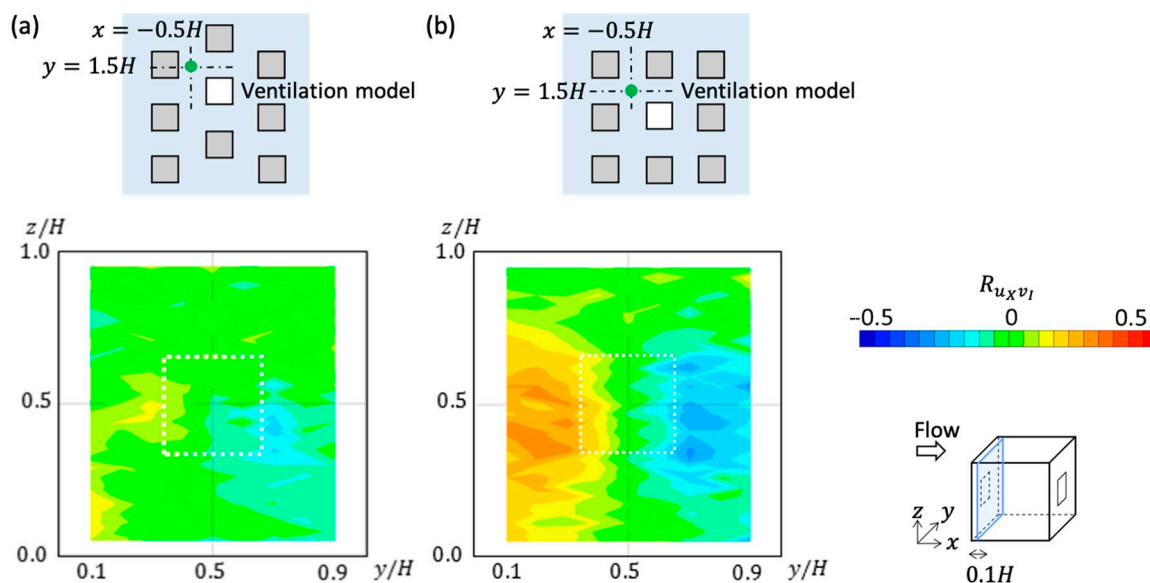 (a)
x = −0.5H
y = 1.5H
Ventilation model
(b)
x = −0.5H
y = 1.5H
Ventilation model
z/H
1.0
0.5
0.0
0.1
0.5
0.9
y/H
z/H
1.0
0.5
0.0
0.1
0.5
0.9
y/H
R_{u_X v_I}
−0.5
0
0.5
Flow
z
y
x
0.1H